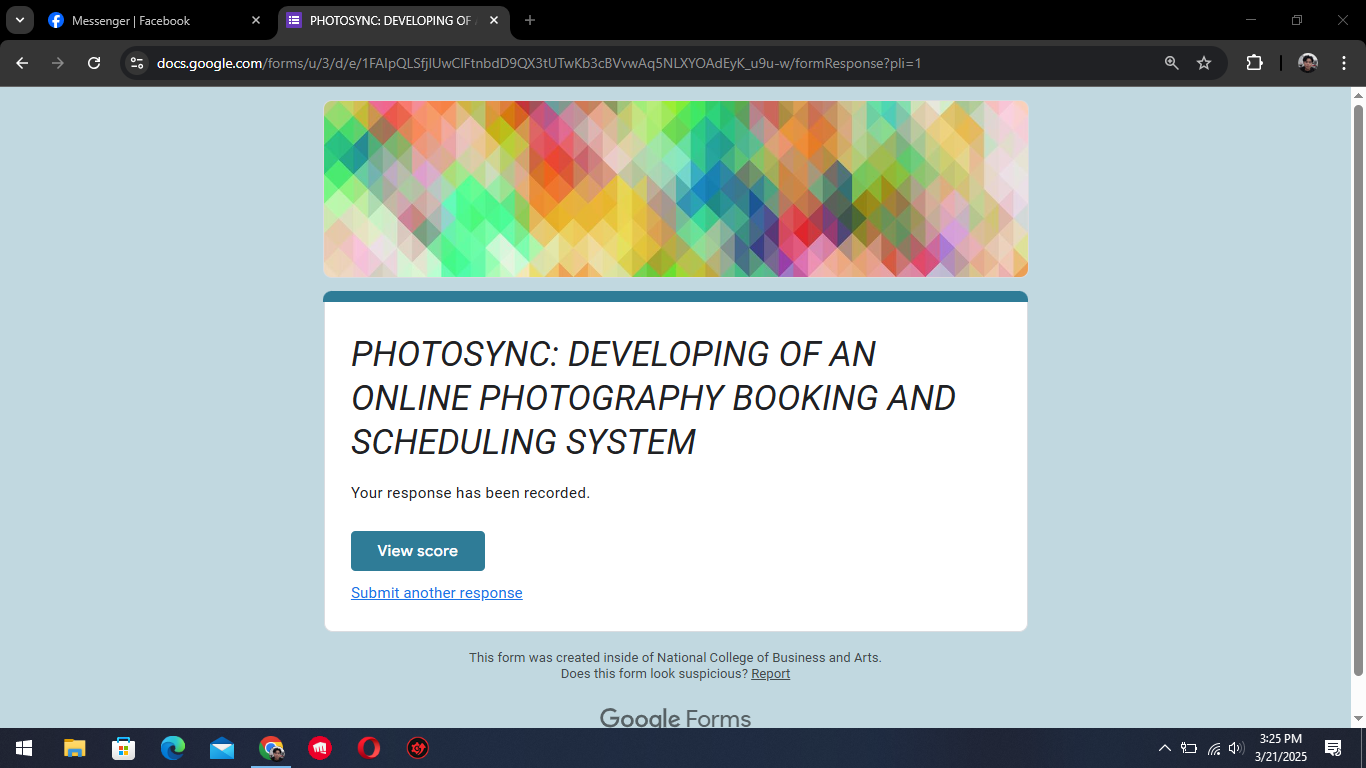 Messenger | Facebook
PHOTOSYNC: DEVELOPING OF A
docs.google.com/forms/u/3/d/e/1FAIpQLSfjIUwCIFtnbdD9QX3tUTwKb3cBVvwAq5NLXYOAdEyK_u9u-w/formResponse?pli=1
PHOTOSYNC: DEVELOPING OF AN
ONLINE PHOTOGRAPHY BOOKING AND
SCHEDULING SYSTEM
Your response has been recorded.
View score
Submit another response
This form was created inside of National College of Business and Arts.
Does this form look suspicious? Report
Google Forms
3:25 PM
3/21/2025